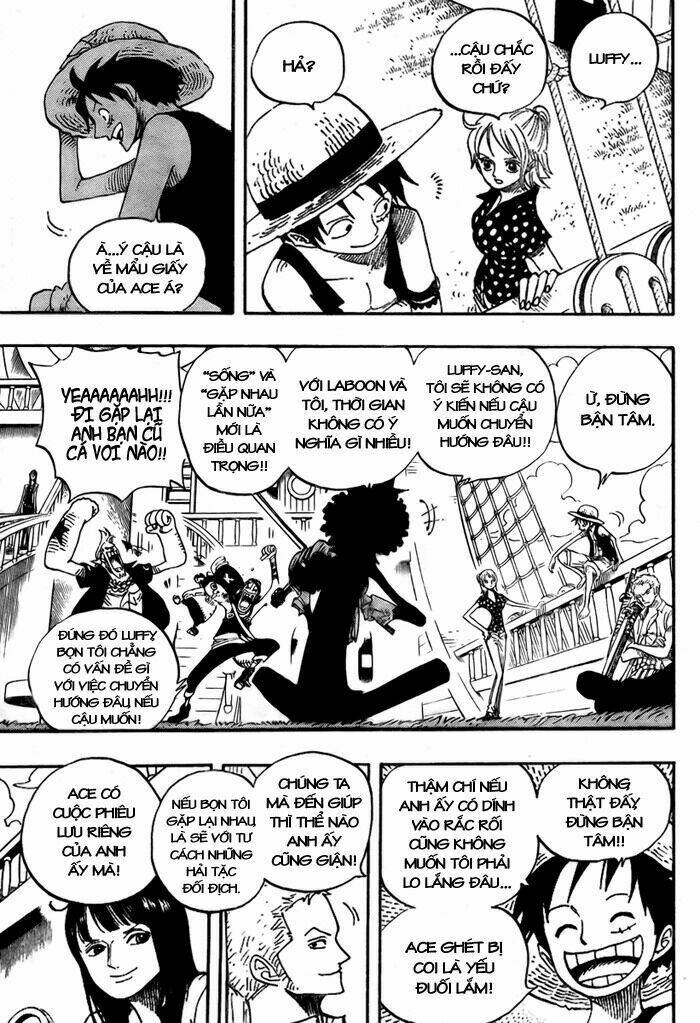 LUFFY...
...CẬU CHẮC
RỒI ĐẤY
CHỨ?
HẢ?
À...Ý CẬU LÀ
VỀ MẨU GIẤY
CỦA ACE Á?
Ừ, ĐỪNG
BẬN TÂM.
LUFFY-SAN,
TÔI SẼ KHÔNG CÓ
Ý KIẾN NẾU CẬU
MUỐN CHUYỂN
HƯỚNG ĐÂU!!
VỚI LABOON VÀ
TÔI, THỜI GIAN
KHÔNG CÓ Ý
NGHĨA GÌ NHIỀU!
"SỐNG" VÀ
"GẶP NHAU
LẦN NỮA"
MỚI LÀ
ĐIỀU QUAN
TRỌNG!!
YEAAAAAAHH!!!
ĐI GẶP LẠI
ANH BẠN CŨ
CÁ VOI NÀO!!
ĐÚNG ĐÓ LUFFY,
BỌN TÔI CHẲNG
CÓ VẤN ĐỀ GÌ
VỚI VIỆC CHUYỂN
HƯỚNG ĐÂU, NẾU
CẬU MUỐN!
KHÔNG,
THẬT ĐẤY,
ĐỪNG BẬN
TÂM!!
THẬM CHÍ NẾU
ANH ẤY CÓ DÍNH
VÀO RẮC RỐI
CŨNG KHÔNG
MUỐN TÔI PHẢI
LO LẮNG ĐÂU...
ACE GHÉT BỊ
COI LÀ YẾU
ĐUỐI LẮM!
CHÚNG TA
MÀ ĐẾN GIÚP
THÌ THỂ NÀO
ANH ẤY
CŨNG GIẬN!
NẾU BỌN TÔI
GẶP LẠI NHAU,
LÀ SẼ VỚI TƯ
CÁCH NHỮNG
HẢI TẶC
ĐỐI ĐỊCH.
ACE CÓ
CUỘC PHIÊU
LƯU RIÊNG
CỦA ANH
ẤY MÀ!